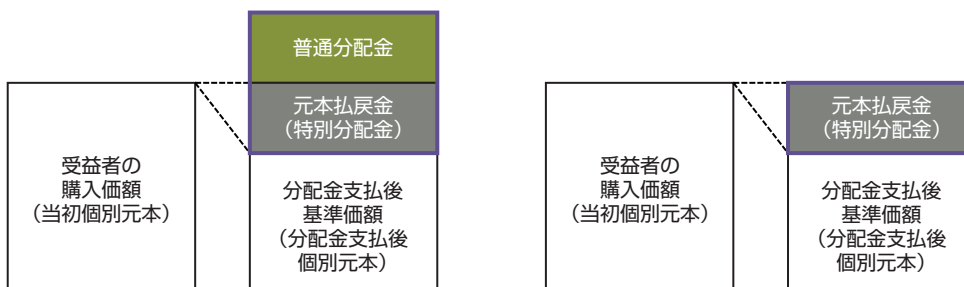 普通分配金
元本払戻金
（特別分配金）
受益者の
購入価額
（当初個別元本）
分配金支払後
基準価額
（分配金支払後
個別元本）
元本払戻金
（特別分配金）
受益者の
購入価額
（当初個別元本）
分配金支払後
基準価額
（分配金支払後
個別元本）